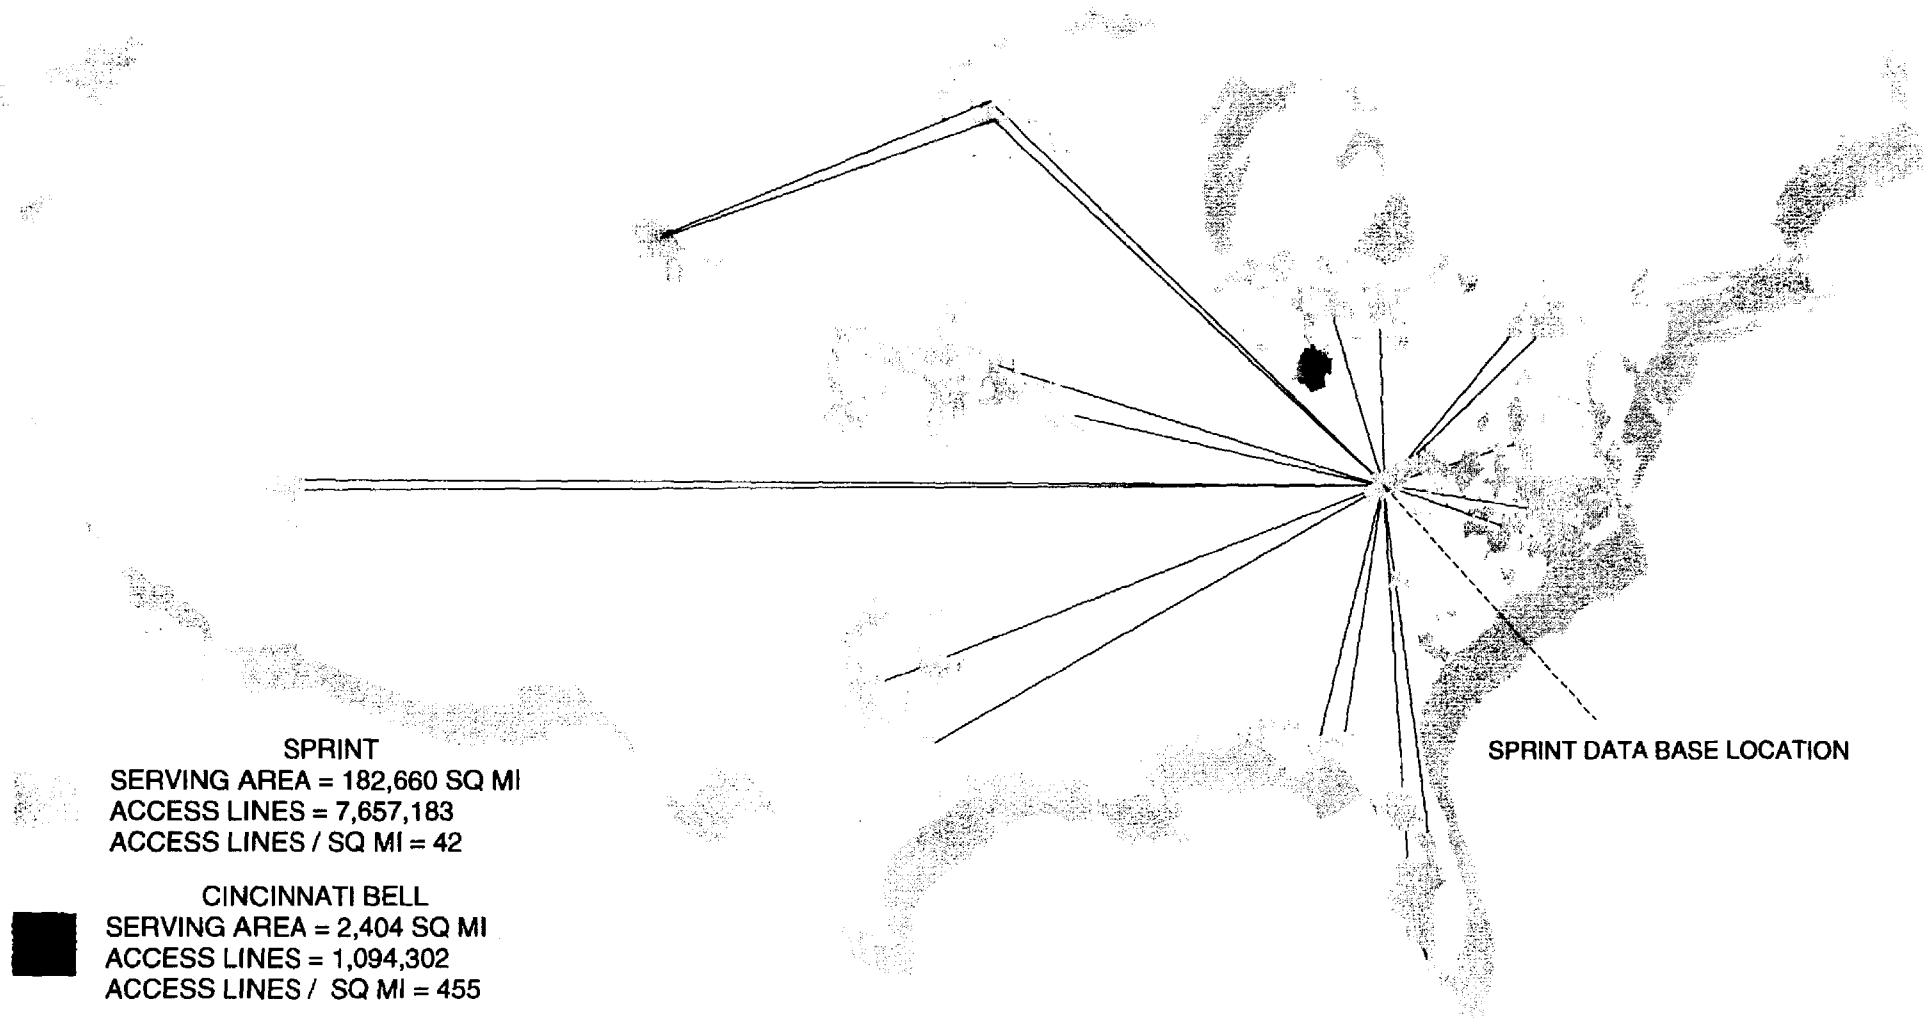 SPRINT
SERVING AREA = 182,660 SQ MI
ACCESS LINES = 7,657,183
ACCESS LINES / SQ MI = 42
CINCINNATI BELL
SERVING AREA = 2,404 SQ MI
ACCESS LINES = 1,094,302
ACCESS LINES / SQ MI = 455
SPRINT DATA BASE LOCATION